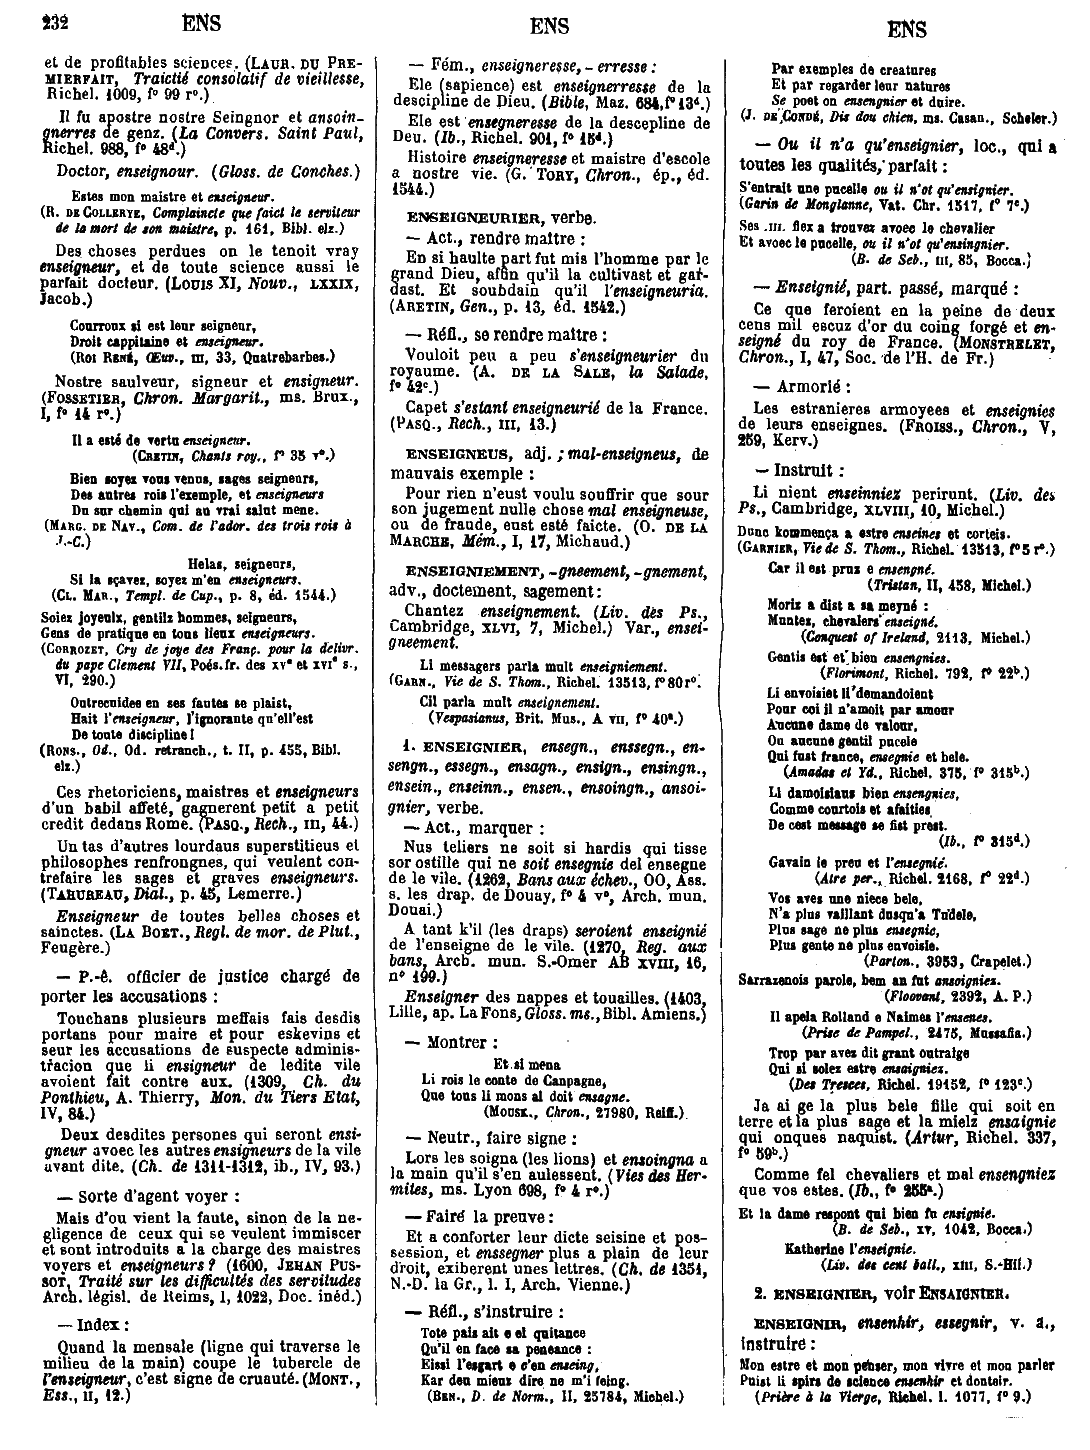 232 ENS ENS ENS
et de profitables sciences. (LAUR. DU PRE-
MIERFAIT, Traictié consolatif de vieillesse,
Richel. 1009, f° 99 r°.)
Il fu apostre nostre Seingnor et ansoin-
gnerres de genz. (La Convers. Saint Paul,
Richel. 988, f° 48d.)
Doctor, enseignour. (Gloss. de Conches.)
Estes mon maistre et enseigneur.
(R. DE COLLERYE, Complaincte que faict le serviteur
de la mort de son maistre, p. 161, Bibl. elz.)
Des choses perdues on le tenoit vray
enseigneur, et de toute science aussi le
parfait docteur. (LOUIS XI, Nouv., LXXIX,
Jacob.)
Courroux si est leur seigneur,
Droit cappitaine et enseigneur.
(ROI RENÉ, Œuv., III, 33, Quatrebarbes.)
Nostre saulveur, signeur et ensigneur.
(FOSSETIER, Chron. Margarit., ms. Brux.,
I, f° 14 r°.)
Il a esté de vertu enseigneur.
(CRETIN, Chants roy., f° 35 v°.)
Bien soyez vous venus, sages seigneurs,
Des autres rois l'exemple, et enseigneurs
Du sur chemin qui au vrai salut mene.
(MARG. DE NAV., Com. de l'ador. des trois rois à
J.-C.)
Helas, seigneurs,
Si la sçavez, soyez m'en enseigneurs.
(CL. MAR., Templ. de Cup., p. 8, éd. 1544.)
Soiez joyeulx, gentilz hommes, seigneurs,
Gens de pratique en tous lieux enseigneurs.
(CORROZET, Cry de joye des Franç. pour la delivr.
du pape Clement VII, Poés. fr. des XVe et XVIe s.,
VI, 290.)
Outrecuidee en ses fautes se plaist,
Hait l'enseigneur, l'ignorante qu'ell'est
De toute discipline!
(RONS., Od., Od. retranch., t. II, p. 455, Bibl.
elz.)
Ces rhetoriciens, maistres et enseigneurs
d'un babil affeté, gagnerent petit a petit
credit dedans Rome. (PASQ., Rech., III, 44.)
Un tas d'autres lourdaus superstitieus et
philosophes renfrongnes, qui veulent con-
trefaire les sages et graves enseigneurs.
(TAHUREAU, Dial., p. 45, Lemerre.)
Enseigneur de toutes belles choses et
sainctes. (LA BOET., Regl. de mor. de Plut.,
Feugère.)
— P.-ê. officier de justice chargé de
porter les accusations :
Touchans plusieurs meffais fais desdis
portans pour maire et pour eskevins et
seur les accusations de suspecte adminis-
tracion que li ensigneur de ledite vile
avoient fait contre aux. (1309, Ch. du
Ponthieu, A. Thierry, Mon. du Tiers Etat,
IV, 84.)
Deux desdites persones qui seront ensi-
gneur avoec les autres ensigneurs de la vile
avant dite. (Ch. de 1311-1312, ib., IV, 93.)
— Sorte d'agent voyer :
Mais d'ou vient la faute, sinon de la ne-
gligence de ceux qui se veulent immiscer
et sont introduits a la charge des maistres
voyers et enseigneurs? (1600, JEHAN PUS-
SOT, Traité sur les difficultés des servitudes
Arch. législ. de Reims, I, 1022, Doc. inéd.)
— Index :
Quand la mensale (ligne qui traverse le
milieu de la main) coupe le tubercle de
l'enseigneur, c'est signe de cruauté. (MONT.,
Ess., II, 12.)
— Fém., enseigneresse, - erresse :
Ele (sapience) est enseignerresse de la
descipline de Dieu. (Bible, Maz. 684, f° 13d.)
Ele est ensegneresse de la descepline de
Deu. (Ib., Richel. 901, f° 15d.)
Histoire enseigneresse et maistre d'escole
a nostre vie. (G. TORY, Chron., ép., éd.
1544.)
ENSEIGNEURIER, verbe.
— Act., rendre maître :
En si haulte part fut mis l'homme par le
grand Dieu, afin qu'il la cultivast et gar-
dast. Et soubdain qu'il l'enseigneuria.
(ARETIN, Gen., p. 13, éd. 1542.)
— Réfl., se rendre maître :
Vouloit peu a peu s'enseigneurier du
royaume. (A. DE LA SALE, la Salade,
f° 42c.)
Capet s'estant enseigneurié de la France.
(PASQ., Rech., III, 13.)
ENSEIGNEUS, adj. ; mal-enseigneus, de
mauvais exemple :
Pour rien n'eust voulu souffrir que sour
son jugement nulle chose mal enseigneuse,
ou de fraude, eust esté faicte. (O. DE LA
MARCHE, Mém., I, 17, Michaud.)
ENSEIGNIEMENT, -gneement, -gnement,
adv., doctement, sagement :
Chantez enseignement. (Liv. des Ps.,
Cambridge, XLVI, 7, Michel.) Var., ensei-
gneement.
Li messagers parla mult enseigniement.
(GARN., Vie de S. Thom., Richel. 13513, f° 80 r°.
Cil parla mult enseignement.
(Vespasianus, Brit. Mus., A VII, f° 40a.)
1. ENSEIGNIER, ensegn., enssegn., en-
sengn., essegn., ensagn., ensign., ensingn.,
ensein., enseinn., ensen., ensoingn., ansoi-
gnier, verbe.
— Act., marquer :
Nus teliers ne soit si hardis qui tisse
sor ostille qui ne soit ensegnie del ensegne
de le vile. (1262, Bans aux échev., OO, Ass.
s. les drap. de Douay, f° 4 v°, Arch. mun.
Douai.)
A tant k'il (les draps) seroient enseignié
de l'enseigne de le vile. (1270, Reg. aux
bans, Arch. mun. S.-Omer AB XVIII, 16,
n° 199.)
Enseigner des nappes et touailles. (1403,
Lille, ap. La Fons, Gloss. ms., Bibl. Amiens.)
— Montrer :
Et si mena
Li rois le conte de Canpagne,
Que tous li mons al doit ensagne.
(MOUSK., Chron., 27980, Reiff.)
— Neutr., faire signe :
Lors les soigna (les lions) et ensoingna a
la main qu'il s'en aulessent. (Vies des Her-
mites, ms. Lyon 698, f° 4 r°.)
— Faire la preuve :
Et a conforter leur dicte seisine et pos-
session, et enssegner plus a plain de leur
droit, exiberent unes lettres. (Ch. de 1351,
N.-D. la Gr., l. I, Arch. Vienne.)
— Réfl., s'instruire :
Tote pais ait e el quitance
Qu'il en face sa peneance :
Eissi l'esgart e c'en enseing,
Kar den mieux dire ne m'i feing.
(BEN., D. de Norm., II, 25784, Michel.)
Par exemples de creatures
Et par regarder leur natures
Se poet on ensengnier et duire.
(J. DE CONDÉ, Dis dou chien, ms. Casan., Scheler.)
— Ou il n'a qu'enseignier, loc., qui a
toutes les qualités, parfait :
S'entrait une pucelle ou il n'ot qu'ensignier.
(Garin de Monglanne, Vat. Chr. 1517, f° 7c.)
Ses .III. flex a trouvez avoec le chevalier
Et avoec le pucelle, ou il n'ot qu'ensingnier.
(B. de Seb., III, 85, Bocca.)
— Enseignié, part. passé, marqué :
Ce que feroient en la peine de deux
cens mil escuz d'or du coing forgé et en-
seigné du roy de France. (MONSTRELET,
Chron., I, 47, Soc. de l'H. de Fr.)
— Armorié :
Les estranieres armoyees et enseignies
de leurs enseignes. (FROISS., Chron., V,
259, Kerv.)
— Instruit :
Li nient enseinniez perirunt. (Liv. des
Ps., Cambridge, XLVIII, 10, Michel.)
Dunc kommença a estre enseines et corteis.
(GARNIER, Vie de S. Thom., Richel. 13513, f° 5 r°.)
Car il est pruz e ensengné.
(Tristan, II, 458, Michel.)
Moriz a dist a sa meyné :
Muntez, chevalers enseigné.
(Conquest of Ireland, 2113, Michel.)
Gentis est et bien ensengnies.
(Florimont, Richel. 792, f° 22b.)
Li envoisiet li demandoient
Pour coi il n'amoit par amour
Aucune dame de valour,
Ou aucune gentil pucele
Qui fust france, ensegnie et bele.
(Amadas et Yd., Richel. 375, f° 315b.)
Li damoisiaus bien ensengnies,
Comme courtois et afaities
De cest message se fist prest.
(Ib., f° 315d.)
Gavain le preu et l'ensegnié.
(Atre per., Richel. 2168, f° 22d.)
Vos aves une niece bele,
N'a plus vaillant dusqu'a Tudele,
Plus sage ne plus ensegnie,
Plus gente ne plus envoisie.
(Parton., 3953, Crapelet.)
Sarrazenois parole, bem an fut ansoigniez.
(Floovant, 2392, A. P.)
Il apela Rolland e Naimes l'ensenes.
(Prise de Pampel., 2475, Mussafia.)
Trop par avez dit grant outraige
Qui si solez estre ensaigniez.
(Des Tresces, Richel. 19152, f° 123c.)
Ja ai ge la plus bele fille qui soit en
terre et la plus sage et la mielz ensaignie
qui onques naquist. (Artur, Richel. 337,
f° 59b.)
Comme fel chevaliers et mal ensengniez
que vos estes. (Ib., f° 255a.)
Et la dame respont qui bien fu ensignie.
(B. de Seb., XV, 1042, Bocca.)
Katherine l'enseignie.
(Liv. des cent ball., XIII, S.-Hil.)
2. ENSEIGNIER, voir ENSAIGNIER.
ENSEIGNIR, ensenhir, essegnir, v. a.,
instruire :
Mon estre et mon penser, mon vivre et mon parler
Puist li spirs de science ensenhir et dontcir.
(Prière à la Vierge, Richel. l. 1077, f° 9.)